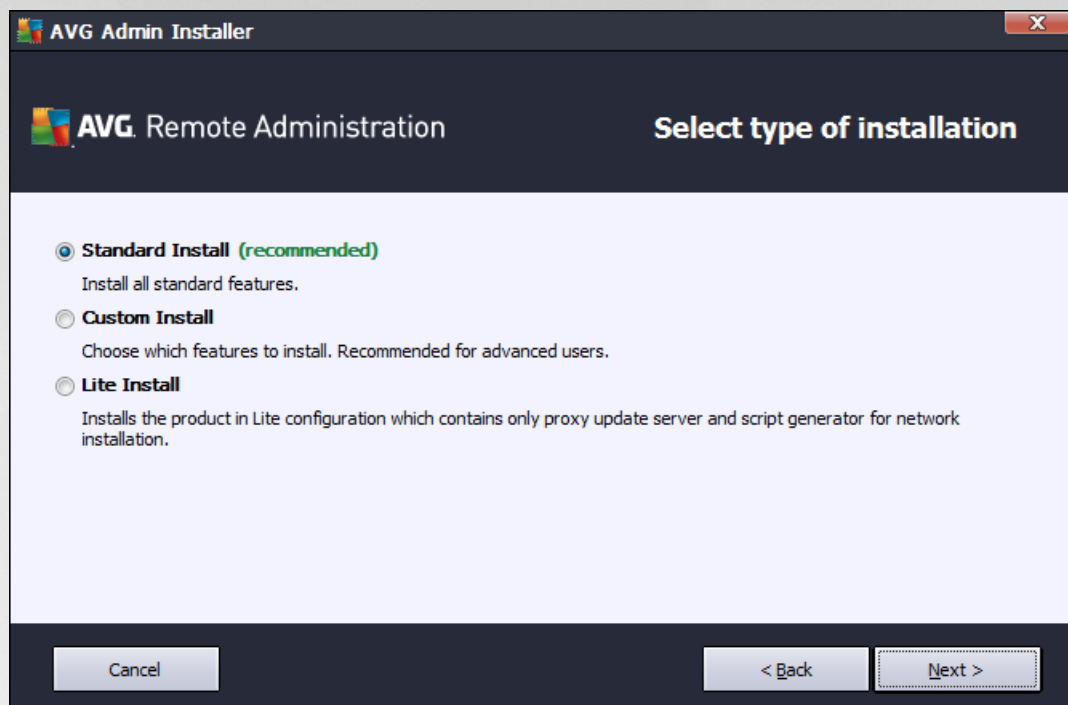 AVG Admin Installer
X
AVG. Remote Administration
Select type of installation
Standard Install (recommended)
Install all standard features.
Custom Install
Choose which features to install. Recommended for advanced users.
Lite Install
Installs the product in Lite configuration which contains only proxy update server and script generator for network
installation.
Cancel
< Back
Next >